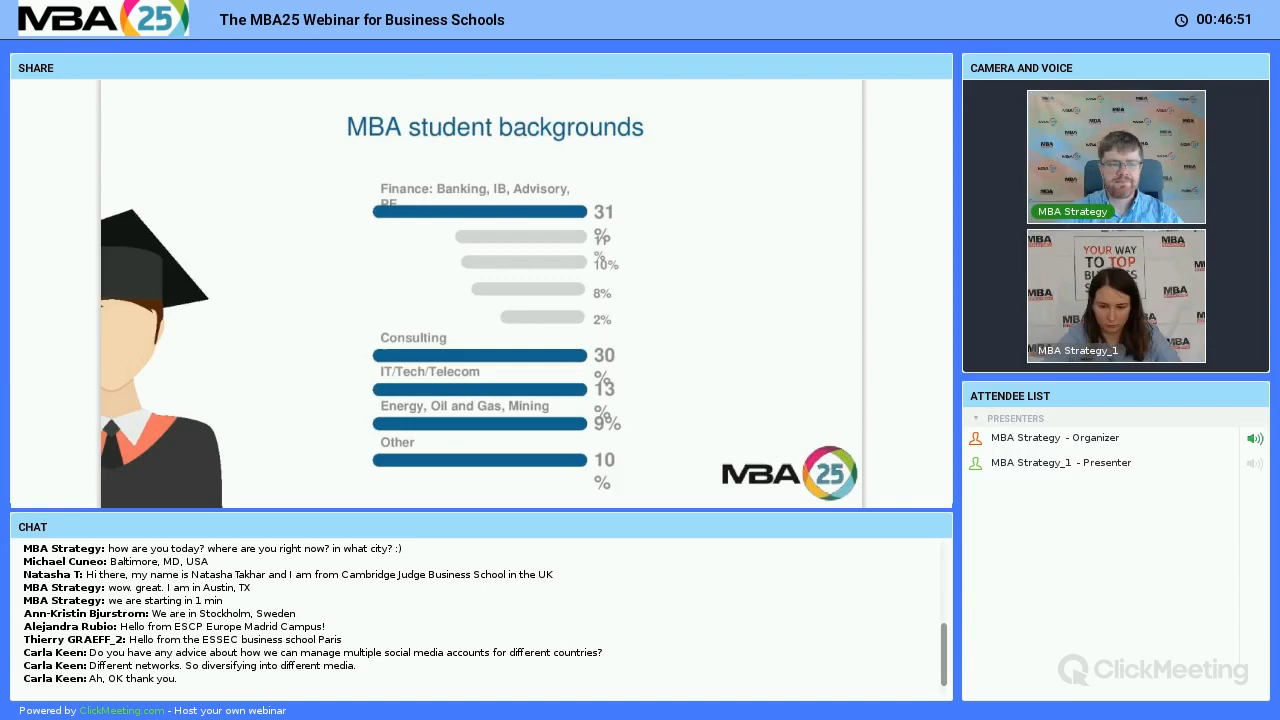 MBA 25
The MBA25 Webinar for Business Schools
00:46:51
SHARE
MBA student backgrounds
Finance: Banking, IB, Advisory,
PE
31
%
%
10%
8%
2%
Consulting
30
%
IT/Tech/Telecom
13
%
Energy, Oil and Gas, Mining
9%
Other
10
%
MBA 25
CAMERA AND VOICE
MBA Strategy
YOUR WAY
TO TOP
MBA
MBA Strategy_1
ATTENDEE LIST
PRESENTERS
MBA Strategy - Organizer
MBA Strategy_1 - Presenter
ClickMeeting
CHAT
MBA Strategy: how are you today? where are you right now? in what city? :)
Michael Cuneo: Baltimore, MD, USA
Natasha T: Hi there, my name is Natasha Takhar and I am from Cambridge Judge Business School in the UK
MBA Strategy: wow. great. I am in Austin, TX
MBA Strategy: we are starting in 1 min
Ann-Kristin Bjurstrom: We are in Stockholm, Sweden
Alejandra Rubio: Hello from ESCP Europe Madrid Campus!
Thierry GRAEFF_2: Hello from the ESSEC business school Paris
Carla Keen: Do you have any advice about how we can manage multiple social media accounts for different countries?
Carla Keen: Different networks. So diversifying into different media.
Carla Keen: Ah, OK thank you.
Powered by ClickMeeting.com - Host your own webinar